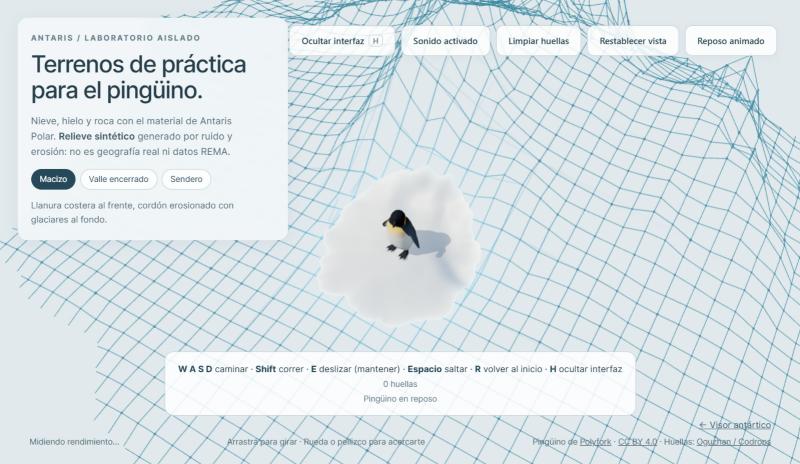 ANTARIS / LABORATORIO AISLADO
Terrenos de práctica
para el pingüino.
Nieve, hielo y roca con el material de Antaris
Polar. Relieve sintético generado por ruido y
erosión: no es geografía real ni datos REMA.
Macizo Valle encerrado Sendero
Llanura costera al frente, cordón erosionado con
glaciares al fondo.
Ocultar interfaz H Sonido activado Limpiar huellas Restablecer vista Reposo animado
W A S D caminar · Shift correr · E deslizar (mantener) · Espacio saltar · R volver al inicio · H ocultar interfaz
0 huellas
Pingüino en reposo
← Visor antártico
Midiendo rendimiento... Arrastrá para girar · Rueda o pellizco para acercarte Pingüino de Polyfork · CC BY 4.0 · Huellas: Oguzhan / Codrops